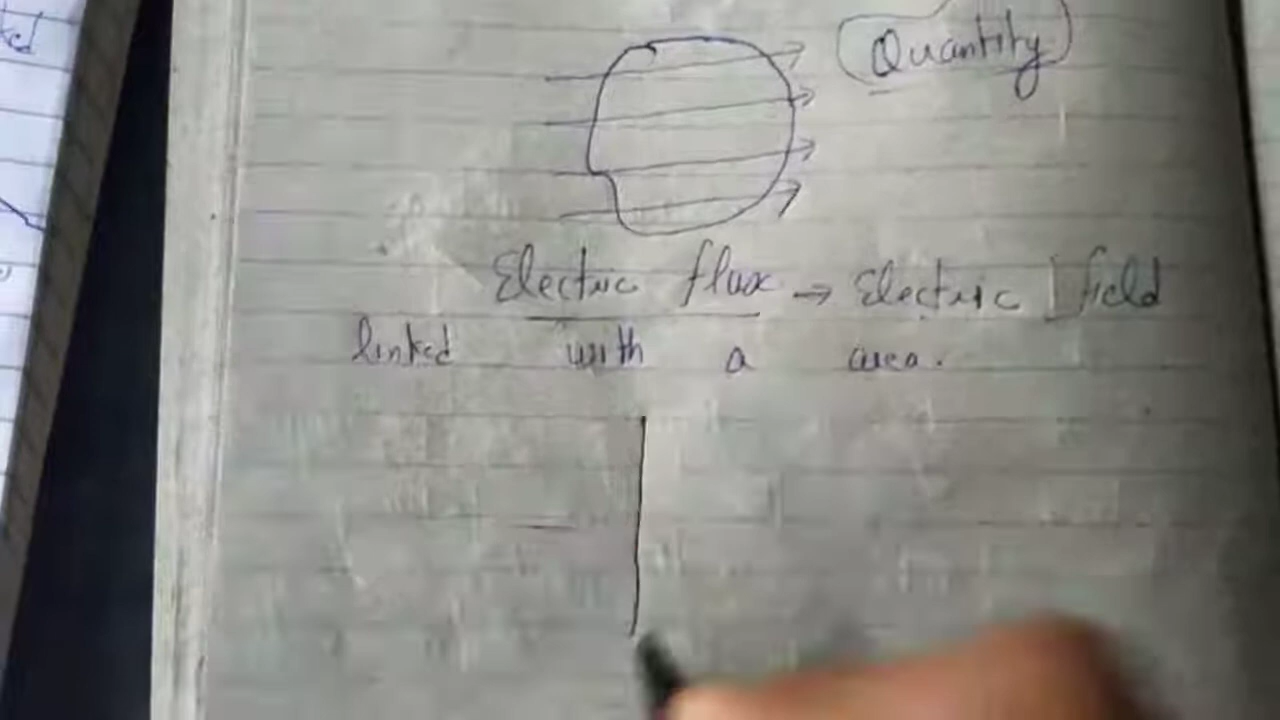 Quantity
Electric flux → Electric field
linked with a area.